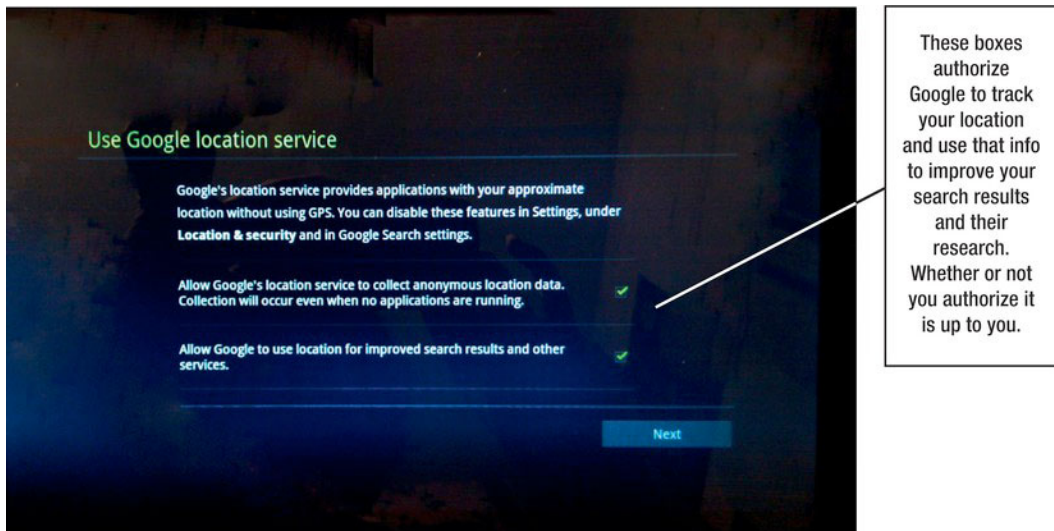 Use Google location service
Google's location service provides applications with your approximate
location without using GPS. You can disable these features in Settings, under
Location & security and in Google Search settings.
Allow Google's location service to collect anonymous location data.
Collection will occur even when no applications are running.
Allow Google to use location for improved search results and other
services.
Next
These boxes
authorize
Google to track
your location
and use that info
to improve your
search results
and their
research.
Whether or not
you authorize it
is up to you.